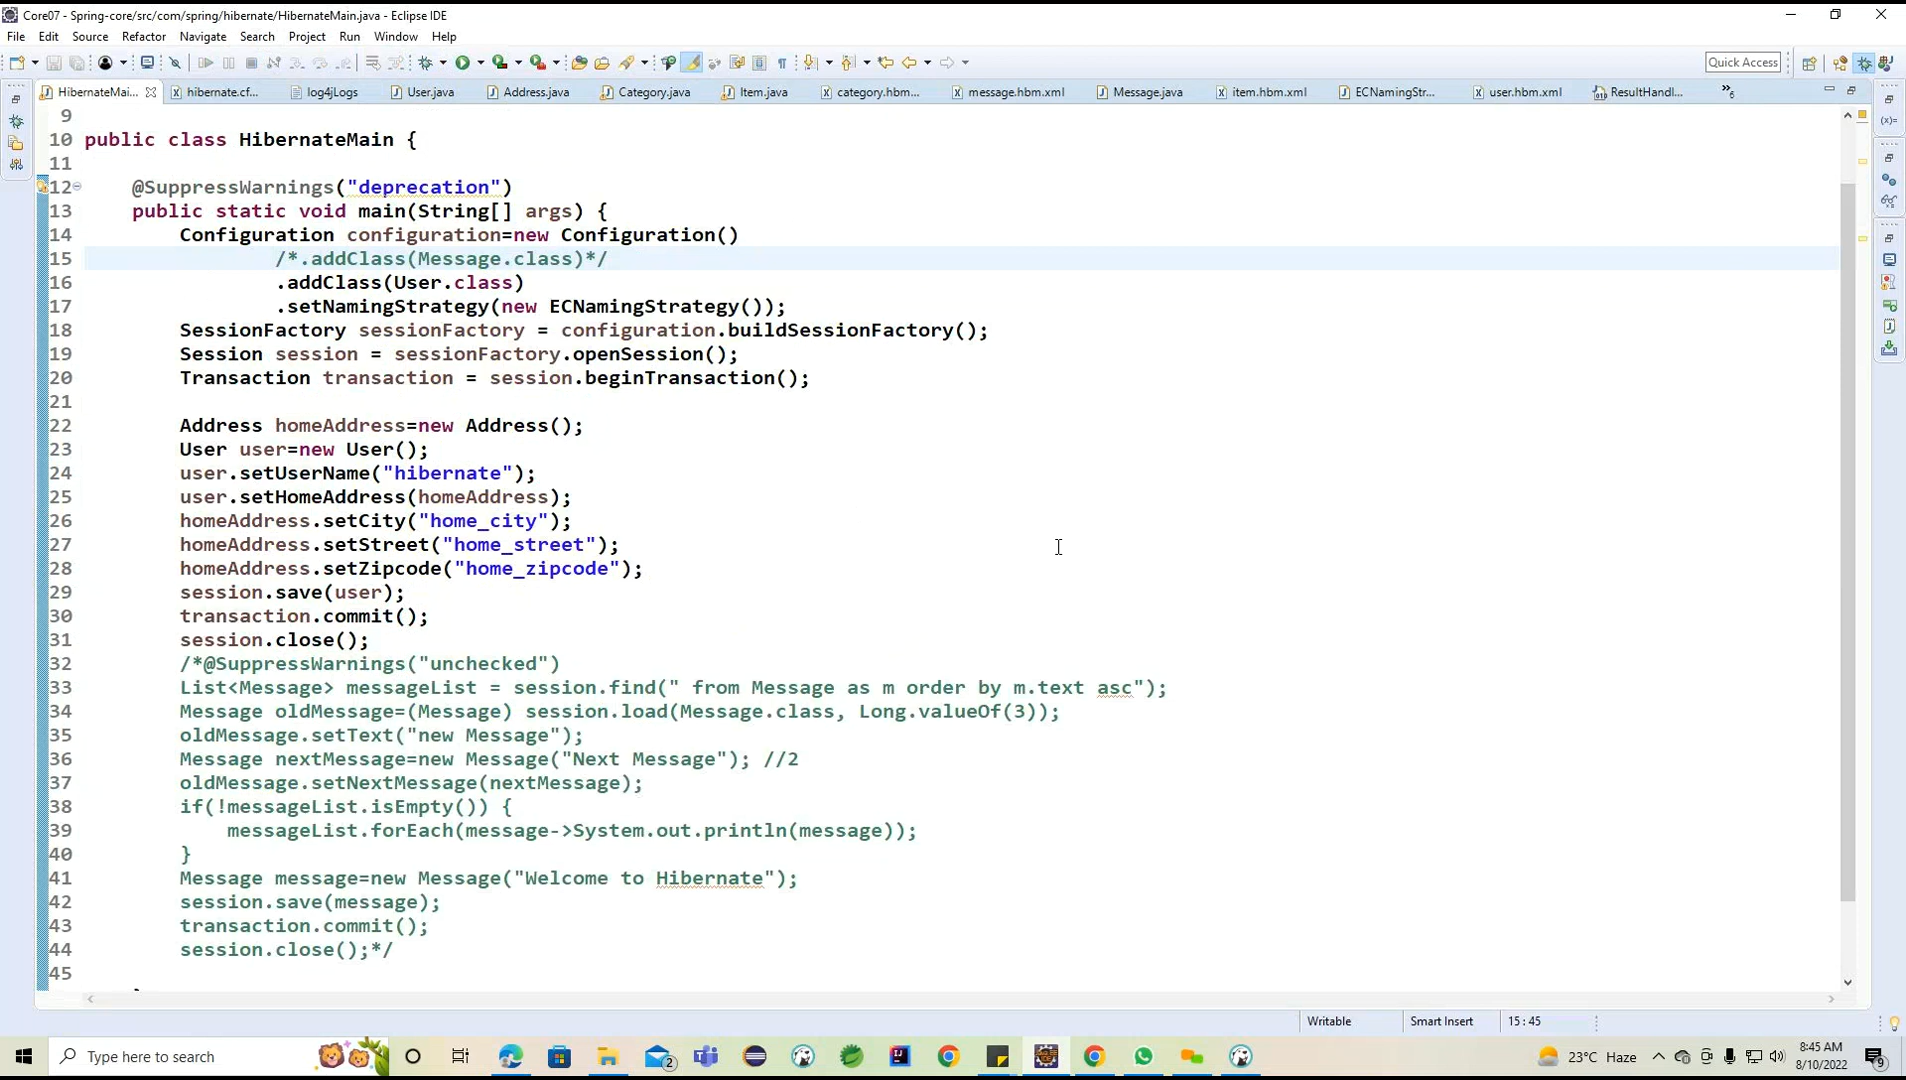 Core07 - Spring-core/src/com/spring/hibernate/HibernateMain.java - Eclipse IDE
File Edit Source Refactor Navigate Search Project Run Window Help
Quick Access
HibernateMai... hibernate.cf... log4jLogs User.java Address.java Category.java Item.java category.hbm... message.hbm.xml Message.java item.hbm.xml ECNamingStr... user.hbm.xml ResultHandl... »6
9
10 public class HibernateMain {
11
12 @SuppressWarnings("deprecation")
13 public static void main(String[] args) {
14 Configuration configuration=new Configuration()
15 /*.addClass(Message.class)*/
16 .addClass(User.class)
17 .setNamingStrategy(new ECNamingStrategy());
18 SessionFactory sessionFactory = configuration.buildSessionFactory();
19 Session session = sessionFactory.openSession();
20 Transaction transaction = session.beginTransaction();
21
22 Address homeAddress=new Address();
23 User user=new User();
24 user.setUserName("hibernate");
25 user.setHomeAddress(homeAddress);
26 homeAddress.setCity("home_city");
27 homeAddress.setStreet("home_street");
28 homeAddress.setZipcode("home_zipcode");
29 session.save(user);
30 transaction.commit();
31 session.close();
32 /*@SuppressWarnings("unchecked")
33 List<Message> messageList = session.find(" from Message as m order by m.text asc");
34 Message oldMessage=(Message) session.load(Message.class, Long.valueOf(3));
35 oldMessage.setText("new Message");
36 Message nextMessage=new Message("Next Message"); //2
37 oldMessage.setNextMessage(nextMessage);
38 if(!messageList.isEmpty()) {
39 messageList.forEach(message->System.out.println(message));
40 }
41 Message message=new Message("Welcome to Hibernate");
42 session.save(message);
43 transaction.commit();
44 session.close();*/
45
Writable Smart Insert 15 : 45
Type here to search 2 23°C Haze 8:45 AM
8/10/2022 9